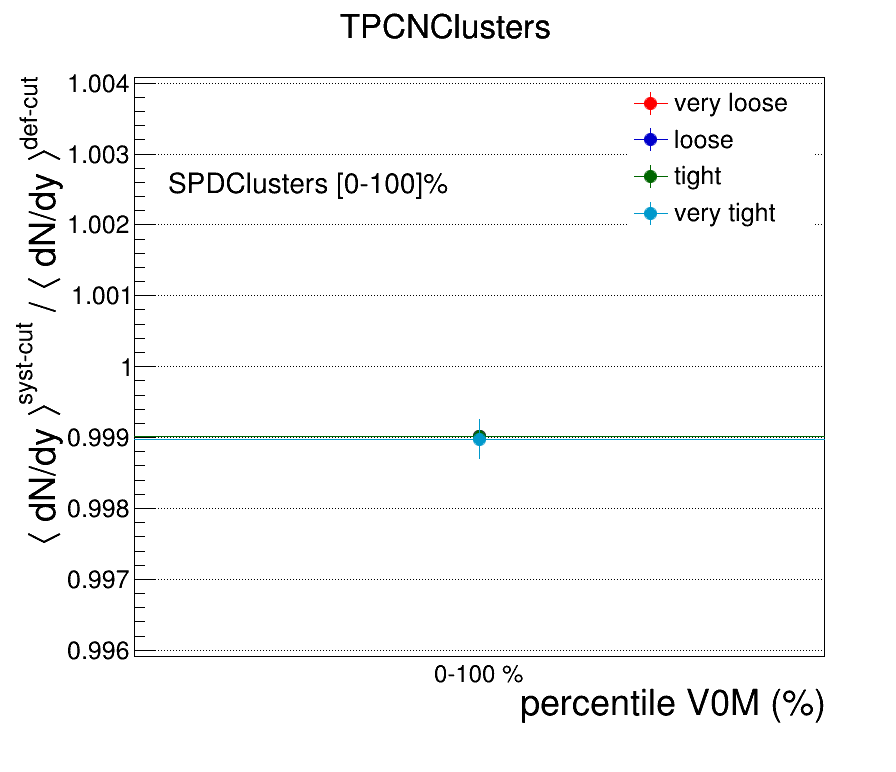 TPCNClusters
⟨ dN/dy ⟩^syst-cut / ⟨ dN/dy ⟩^def-cut
1.004
1.003
1.002
1.001
1
0.999
0.998
0.997
0.996
SPDClusters [0-100]%
very loose
loose
tight
very tight
0-100 %
percentile V0M (%)